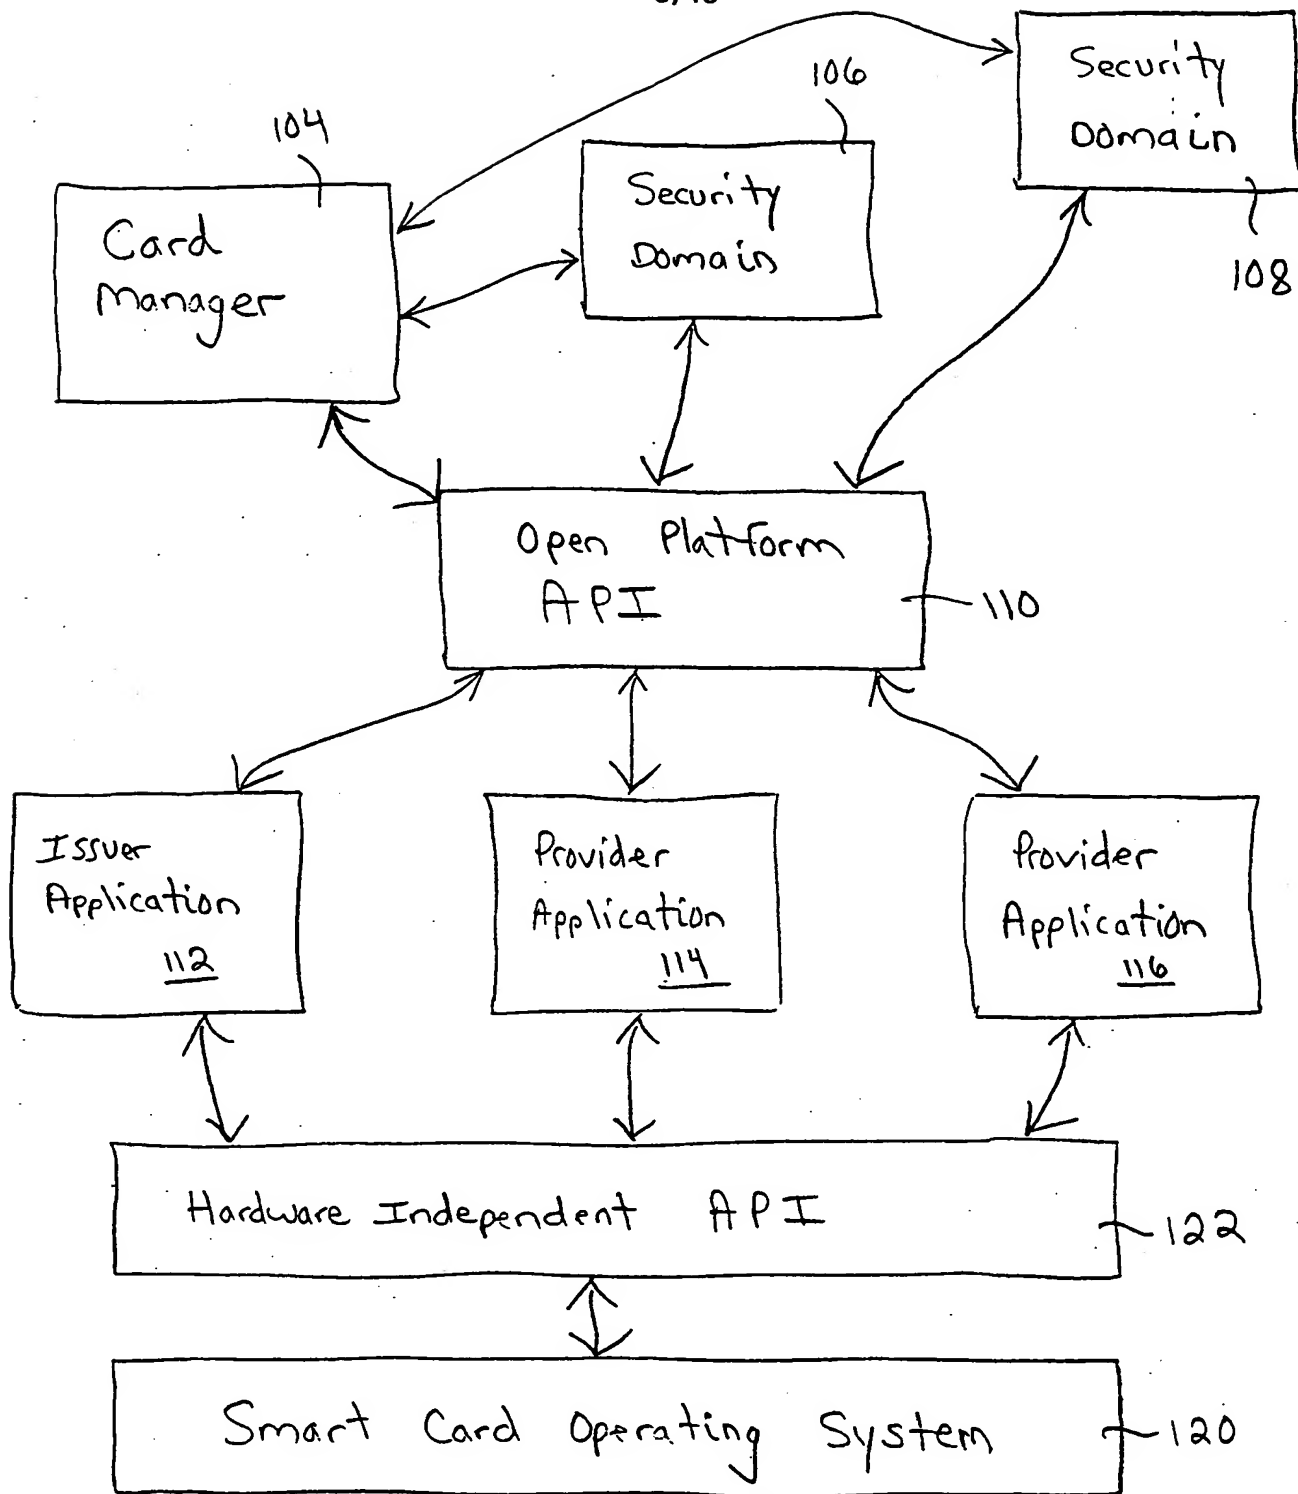 106
Security
Domain
104
Security
Domain
Card
Manager
108
Open Platform
API
110
Issuer
Application
112
Provider
Application
114
Provider
Application
116
Hardware Independent API
122
Smart Card Operating System
120